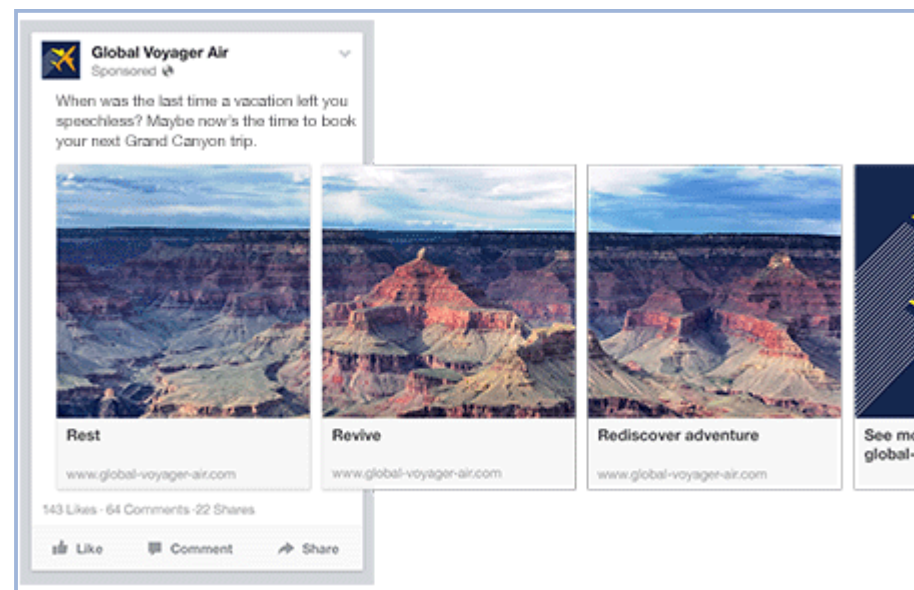 Global Voyager Air
Sponsored
When was the last time a vacation left you
speechless? Maybe now's the time to book
your next Grand Canyon trip.
Rest
www.global-voyager-air.com
Revive
www.global-voyager-air.com
Rediscover adventure
www.global-voyager-air.com
See mo
global-
143 Likes · 64 Comments · 22 Shares
Like
Comment
Share